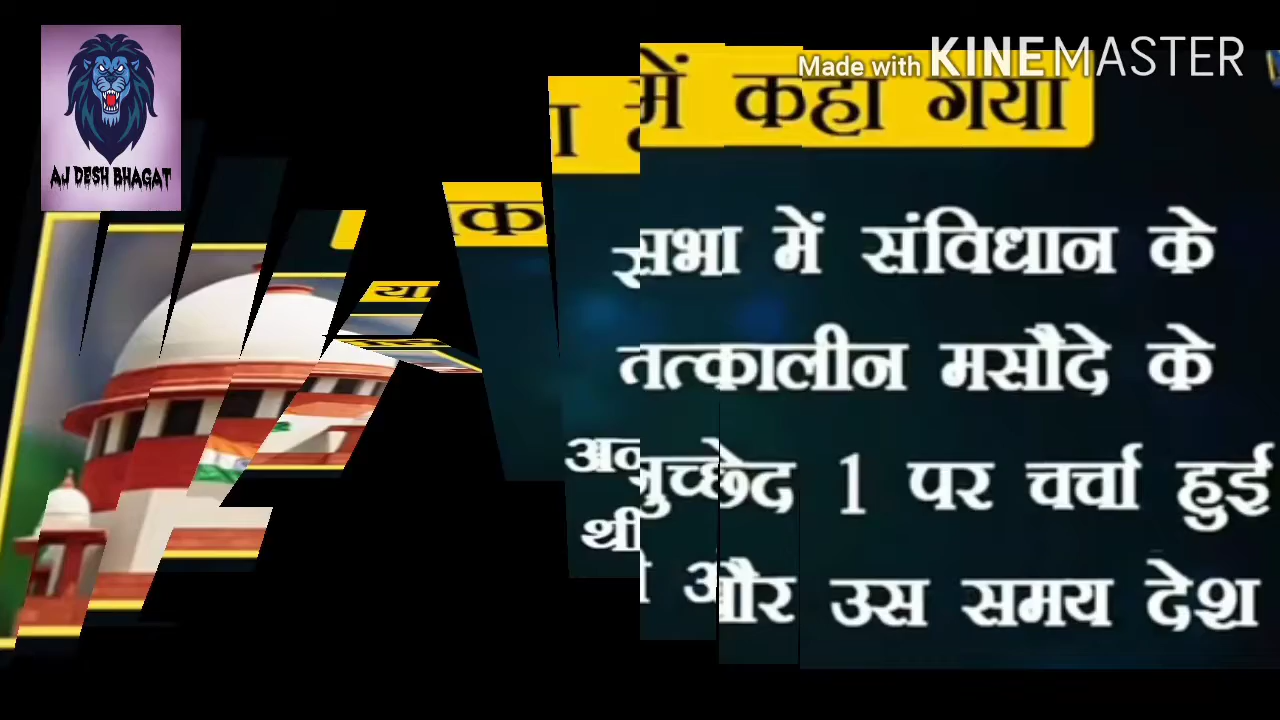 AJ DESH BHAGAT
Made with KINEMASTER
में कहा गया
सभा में संविधान के
तत्कालीन मसौदे के
अनुच्छेद 1 पर चर्चा हुई
थी
और उस समय देश